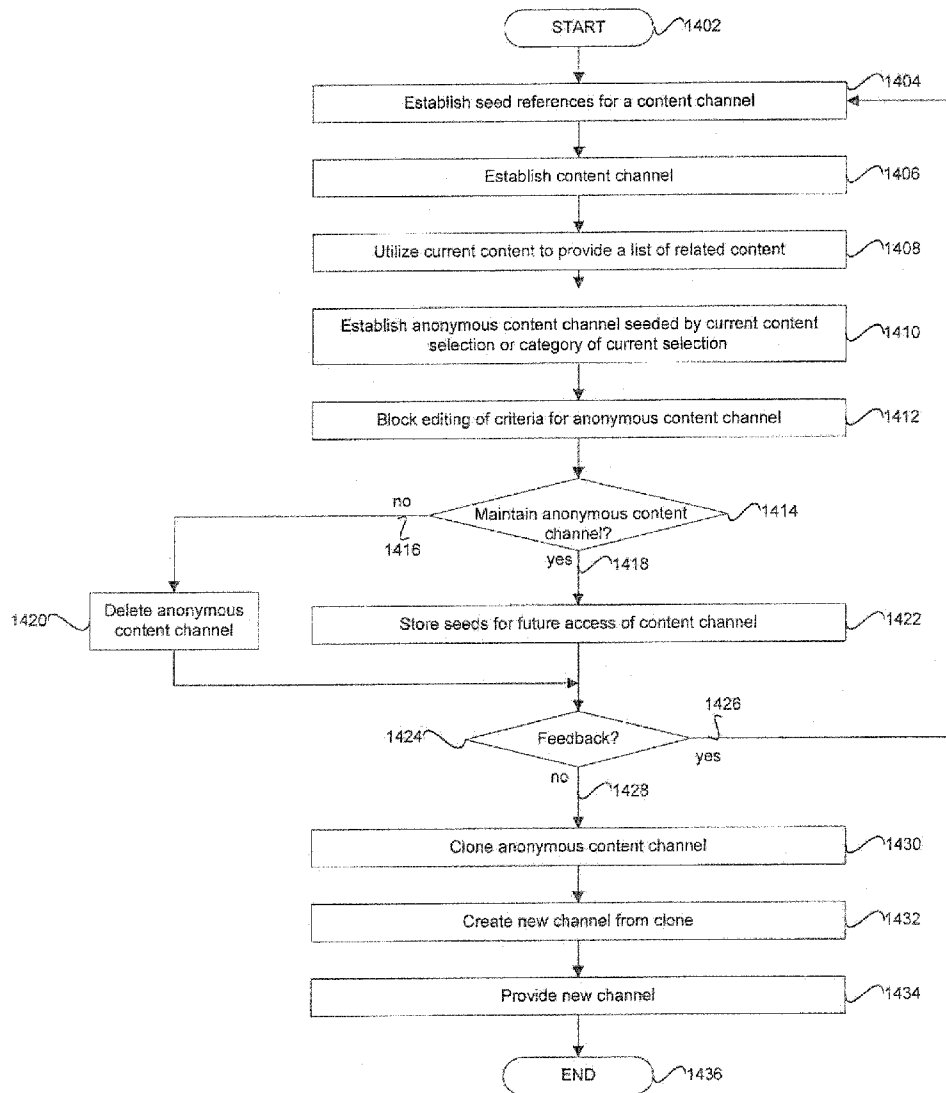 START
1402
1404
Establish seed references for a content channel
Establish content channel
1406
Utilize current content to provide a list of related content
1408
Establish anonymous content channel seeded by current content
selection or category of current selection
1410
Block editing of criteria for anonymous content channel
1412
no
Maintain anonymous content
channel?
1414
1416
yes
1418
1420
Delete anonymous
content channel
Store seeds for future access of content channel
1422
1426
1424
Feedback?
yes
no
1428
Clone anonymous content channel
1430
Create new channel from clone
1432
Provide new channel
1434
END
1436